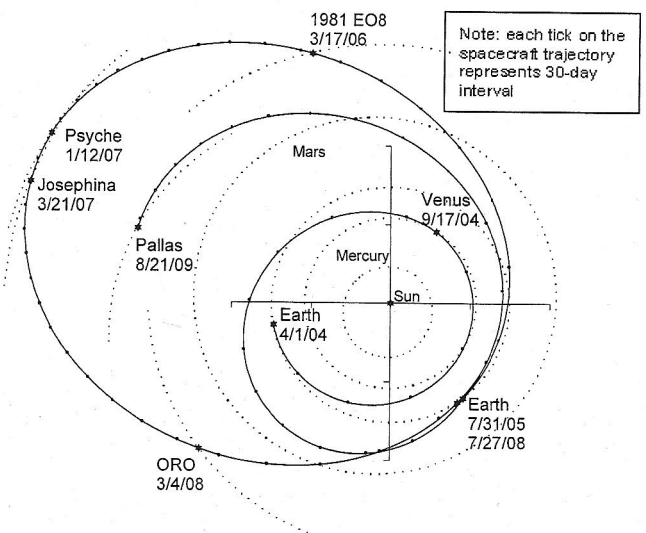 1981 EO8
3/17/06
Note: each tick on the
spacecraft trajectory
represents 30-day
interval
Psyche
1/12/07
Mars
Josephina
3/21/07
Venus
9/17/04
Pallas
8/21/09
Mercury
Sun
Earth
4/1/04
Earth
7/31/05
7/27/08
ORO
3/4/08